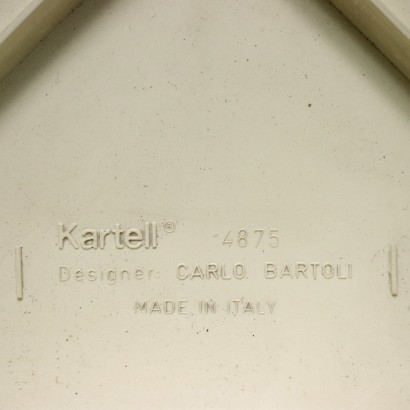 Kartell® 4875
Designer: CARLO BARTOLI
MADE IN ITALY